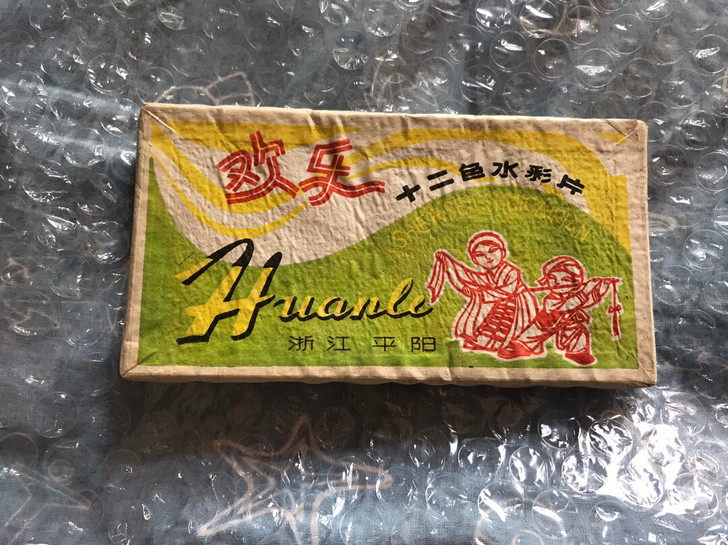 欢乐
十二色水彩片
Huanle
浙江 平阳